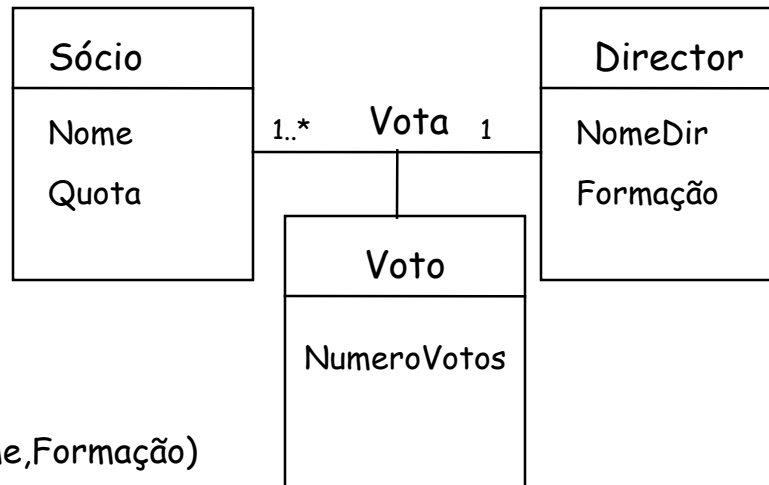 Sócio
Nome
Quota
1..* Vota 1
Director
NomeDir
Formação
Voto
NumeroVotos
,Formação)